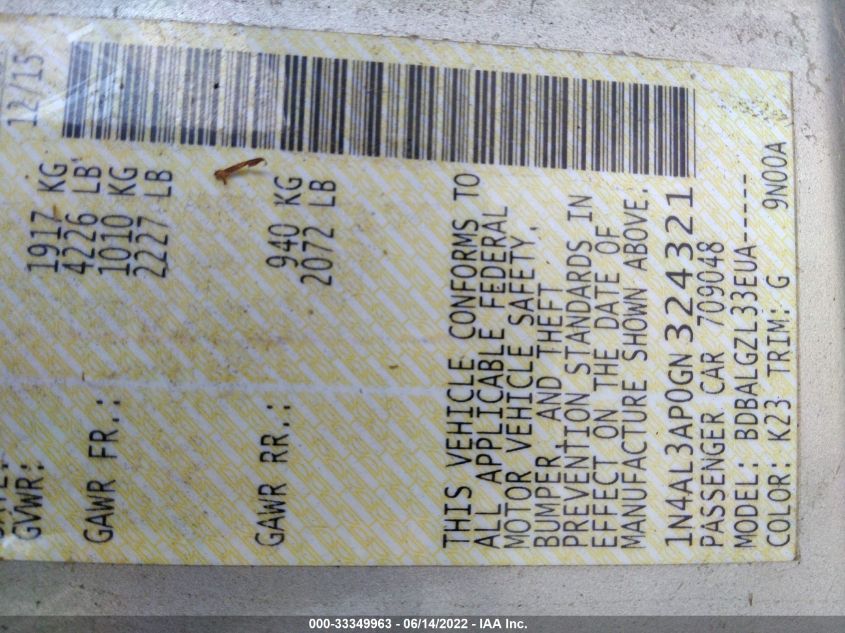 12/15
GVWR: 1917 KG
4226 LB
GAWR FR.: 1010 KG
2227 LB
GAWR RR.: 940 KG
2072 LB
THIS VEHICLE CONFORMS TO
ALL APPLICABLE FEDERAL
MOTOR VEHICLE SAFETY,
BUMPER, AND THEFT
PREVENTION STANDARDS IN
EFFECT ON THE DATE OF
MANUFACTURE SHOWN ABOVE.
1N4AL3AP0GN324321
PASSENGER CAR 709048
MODEL: BDBALGZL33EUA-----
COLOR: K23 TRIM: G 9N00A
000-33349963 - 06/14/2022 - IAA Inc.